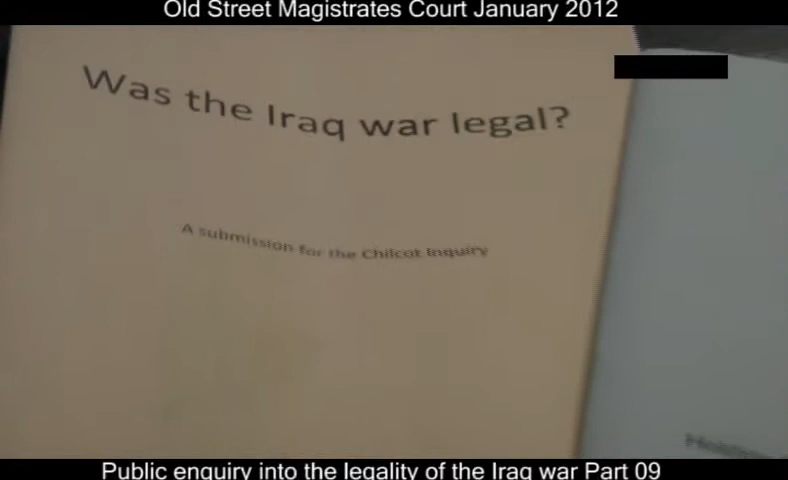 Old Street Magistrates Court January 2012
Was the Iraq war legal?
A submission for the Chilcot Inquiry
Public enquiry into the legality of the Iraq war Part 09